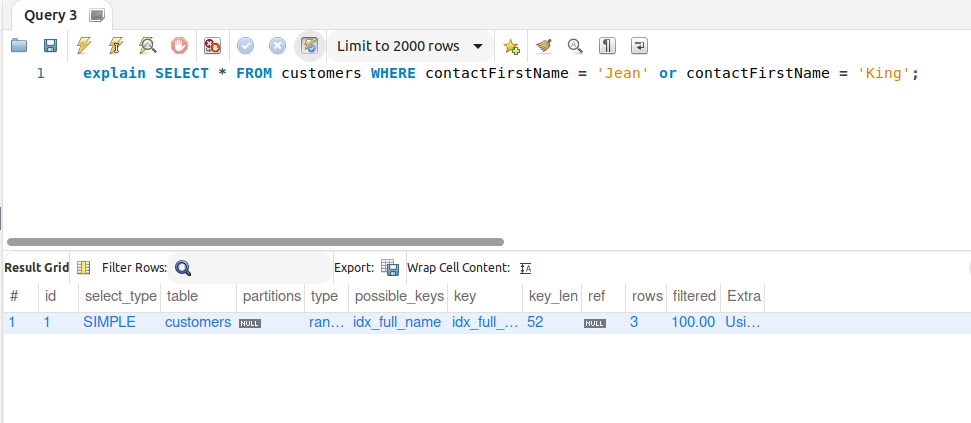 Query 3
Limit to 2000 rows
1 explain SELECT * FROM customers WHERE contactFirstName = 'Jean' or contactFirstName = 'King';
Result Grid Filter Rows: Export: Wrap Cell Content:
# id select_type table partitions type possible_keys key key_len ref rows filtered Extra
1 1 SIMPLE customers NULL ran... idx_full_name idx_full_... 52 NULL 3 100.00 Usi...